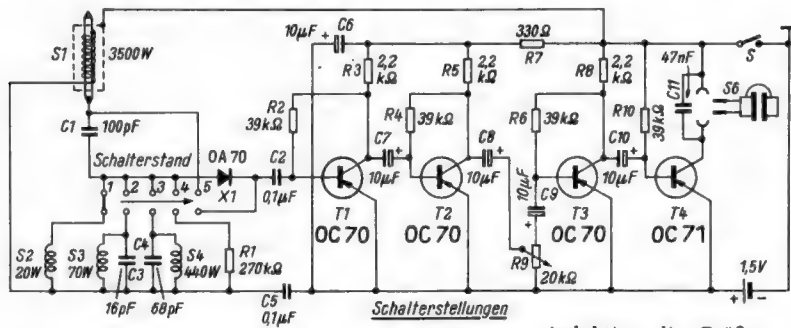 S1
3500W
C1
100pF
Schalterstand
1 2 3 4 5
S2
20W
S3
70W
C3
16pF
C4
68pF
S4
440W
R1
270kΩ
OA 70
X1
C2
0,1µF
C5
0,1µF
10µF
C6
R2
39kΩ
R3
2,2
kΩ
T1
OC 70
C7
10µF
R4
39kΩ
R5
2,2
kΩ
T2
OC 70
C8
10µF
R7
330Ω
R6
39kΩ
10µF
C9
R9
20kΩ
R8
2,2
kΩ
T3
OC 70
C10
10µF
R10
39kΩ
47nF
C11
S6
T4
OC 71
S
1,5V
+ −
Schalterstellungen